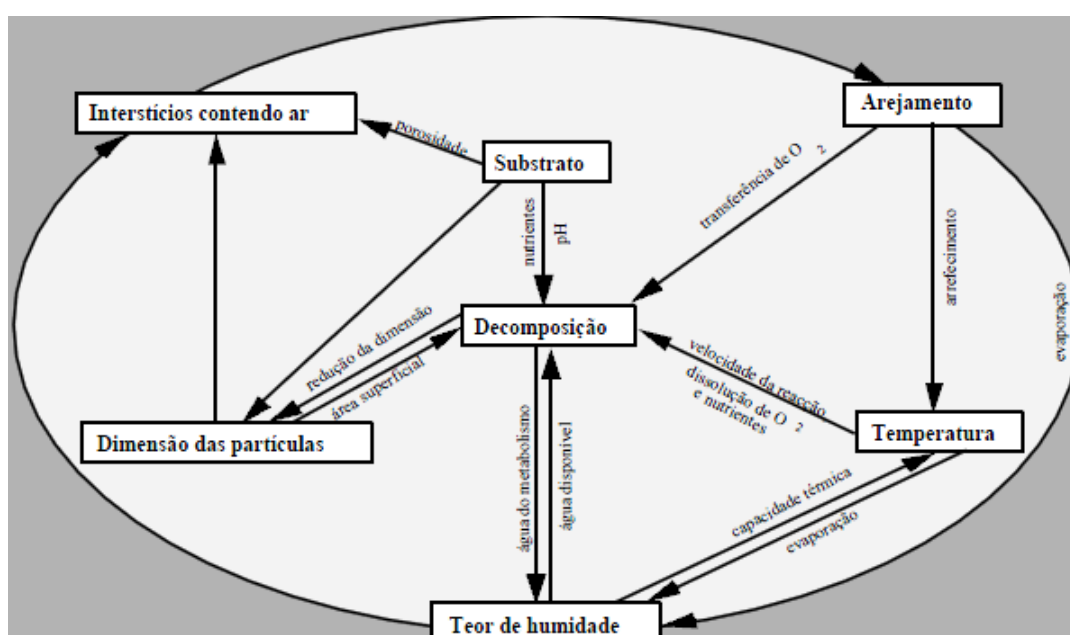 Interstícios contendo ar
Arejamento
porosidade
Substrato
transferência de O 2
nutrientes
pH
arrefecimento
evaporação
Decomposição
redução da dimensão
área superficial
velocidade da reacção
dissolução de O 2
e nutrientes
Dimensão das partículas
Temperatura
água do metabolismo
água disponível
capacidade térmica
evaporação
Teor de humidade